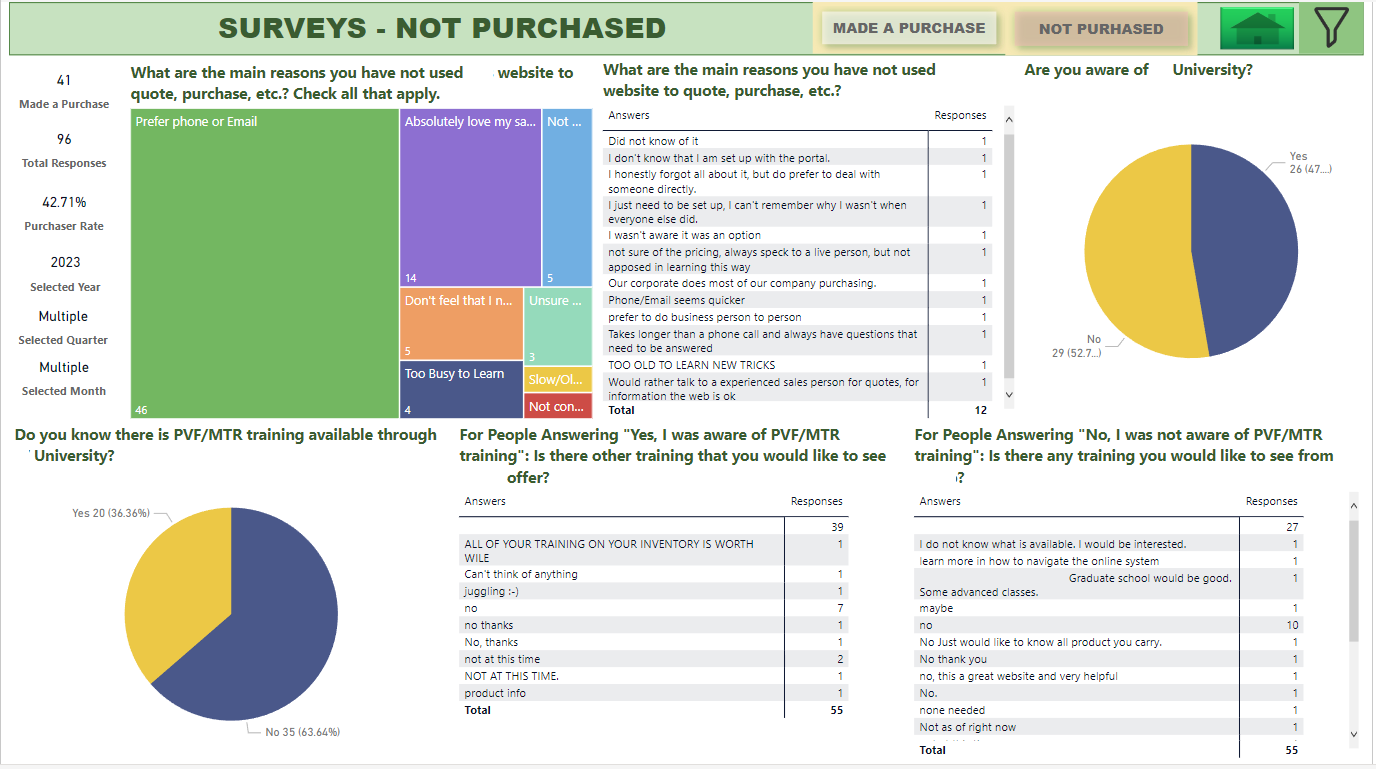 SURVEYS - NOT PURCHASED
MADE A PURCHASE
NOT PURHASED
41
Made a Purchase
96
Total Responses
42.71%
Purchaser Rate
2023
Selected Year
Multiple
Selected Quarter
Multiple
Selected Month
What are the main reasons you have not used website to
quote, purchase, etc.? Check all that apply.
Prefer phone or Email
46
Absolutely love my sa...
14
Not ...
5
Don't feel that I n...
5
Unsure ...
3
Too Busy to Learn
4
Slow/Ol...
Not con...
What are the main reasons you have not used
website to quote, purchase, etc.?
Answers Responses
Did not know of it 1
I don't know that I am set up with the portal. 1
I honestly forgot all about it, but do prefer to deal with 1
someone directly.
I just need to be set up, I can't remember why I wasn't when 1
everyone else did.
I wasn't aware it was an option 1
not sure of the pricing, always speck to a live person, but not 1
apposed in learning this way
Our corporate does most of our company purchasing. 1
Phone/Email seems quicker 1
prefer to do business person to person 1
Takes longer than a phone call and always have questions that 1
need to be answered
TOO OLD TO LEARN NEW TRICKS 1
Would rather talk to a experienced sales person for quotes, for 1
information the web is ok
Total 12
Are you aware of University?
Yes
26 (47....)
No
29 (52.7...)
Do you know there is PVF/MTR training available through
University?
Yes 20 (36.36%)
No 35 (63.64%)
For People Answering "Yes, I was aware of PVF/MTR
training": Is there other training that you would like to see
offer?
Answers Responses
39
ALL OF YOUR TRAINING ON YOUR INVENTORY IS WORTH 1
WILE
Can't think of anything 1
juggling :-) 1
no 7
no thanks 1
No, thanks 1
not at this time 2
NOT AT THIS TIME. 1
product info 1
Total 55
For People Answering "No, I was not aware of PVF/MTR
training": Is there any training you would like to see from
?
Answers Responses
27
I do not know what is available. I would be interested. 1
learn more in how to navigate the online system 1
Graduate school would be good. 1
Some advanced classes.
maybe 1
no 10
No Just would like to know all product you carry. 1
No thank you 1
no, this a great website and very helpful 1
No. 1
none needed 1
Not as of right now 1
Total 55